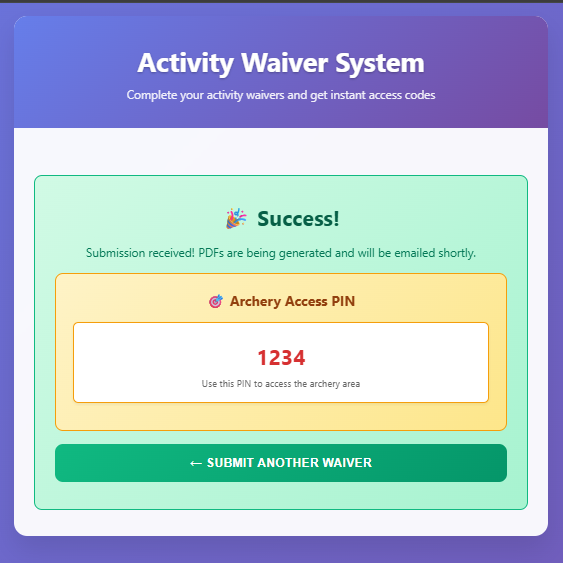 Activity Waiver System
Complete your activity waivers and get instant access codes
🎉 Success!
Submission received! PDFs are being generated and will be emailed shortly.
🎯 Archery Access PIN
1234
Use this PIN to access the archery area
← SUBMIT ANOTHER WAIVER